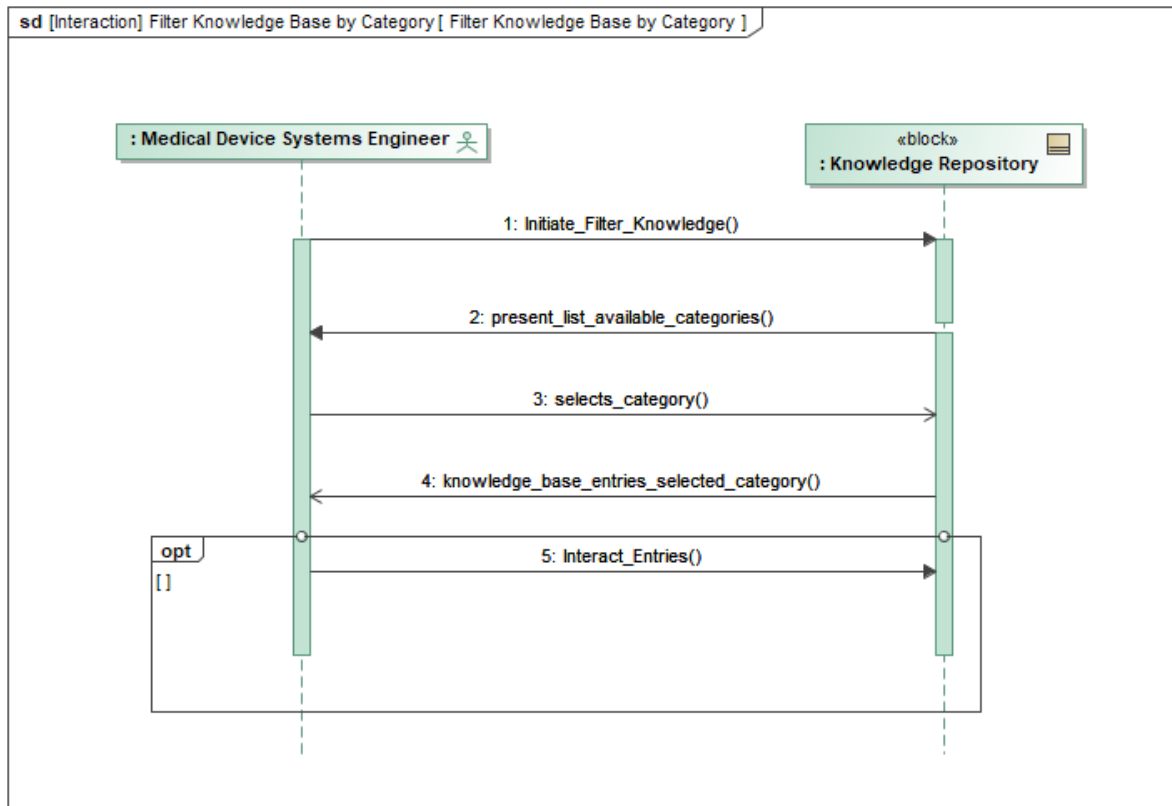 sd [Interaction] Filter Knowledge Base by Category [ Filter Knowledge Base by Category ]
: Medical Device Systems Engineer
«block»
: Knowledge Repository
1: Initiate_Filter_Knowledge()
2: present_list_available_categories()
3: selects_category()
4: knowledge_base_entries_selected_category()
opt
5: Interact_Entries()
[ ]